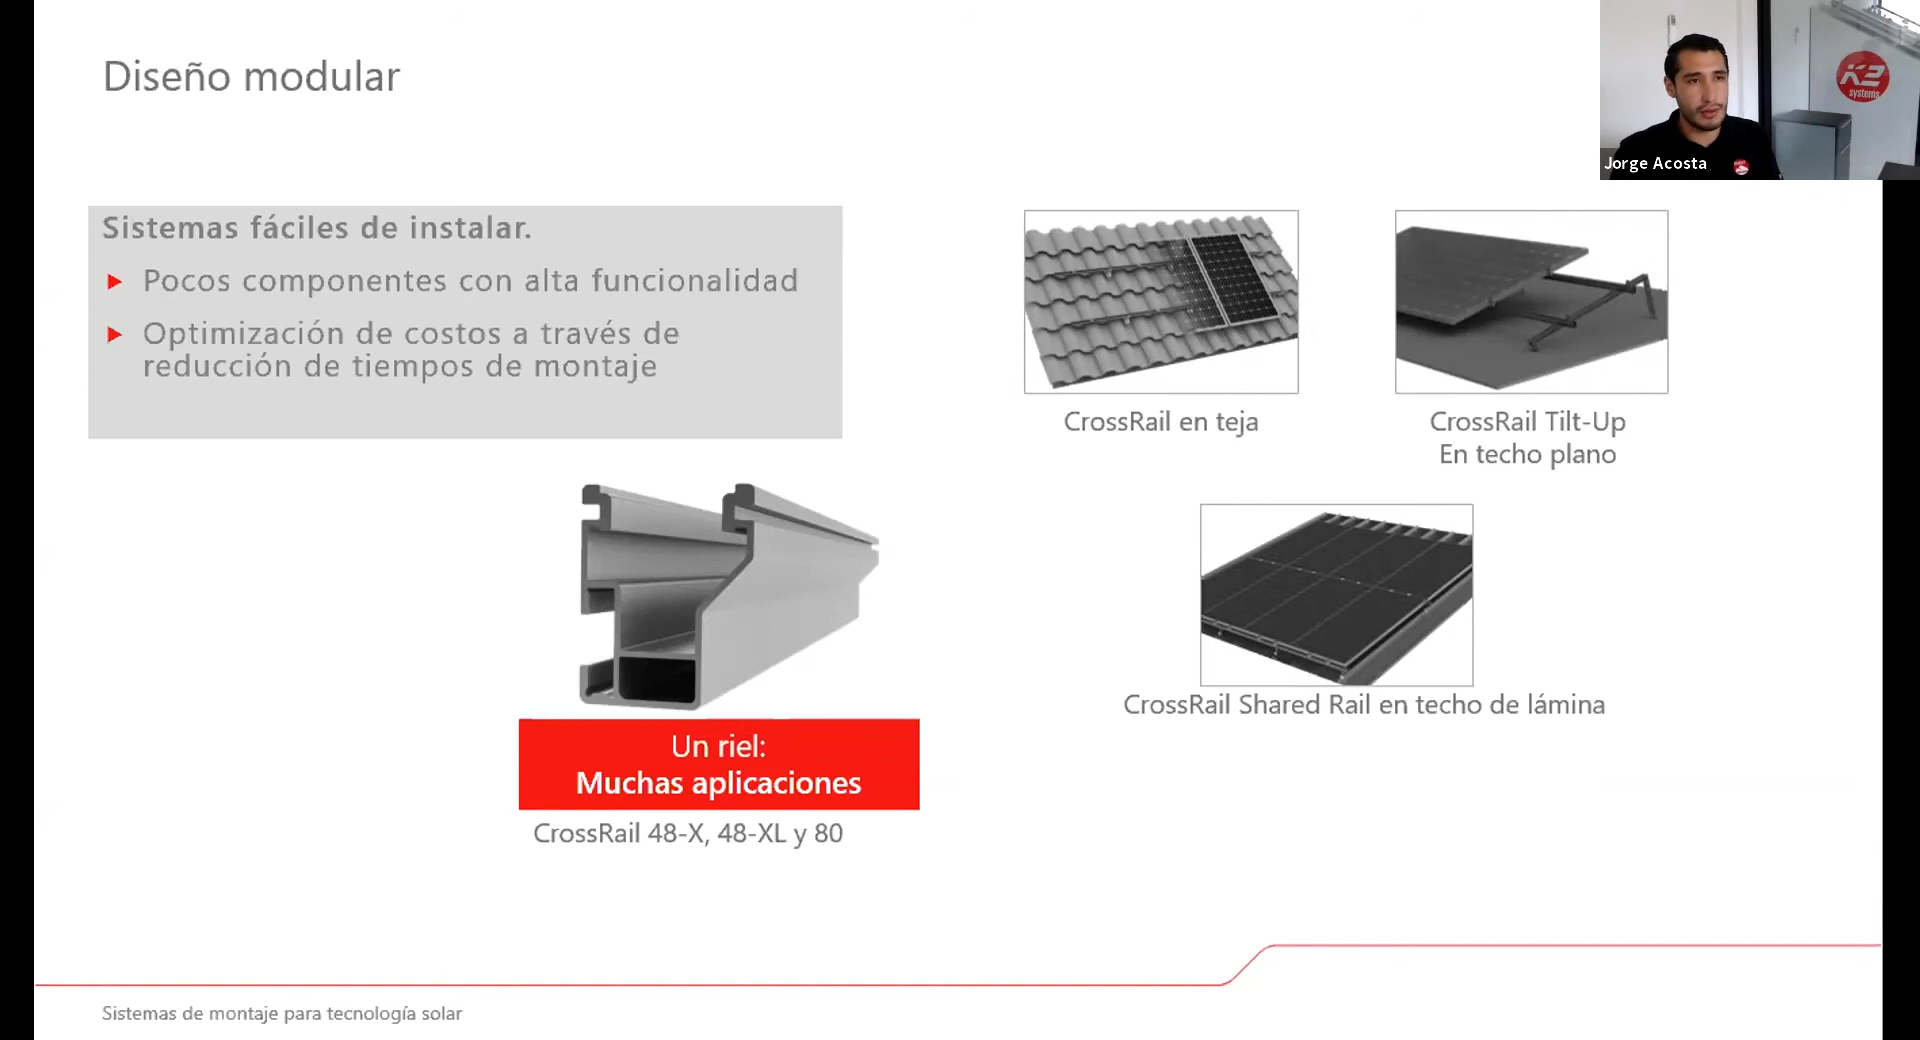 Diseño modular
K2
systems
Jorge Acosta
Sistemas fáciles de instalar.
Pocos componentes con alta funcionalidad
Optimización de costos a través de
reducción de tiempos de montaje
CrossRail en teja
CrossRail Tilt-Up
En techo plano
CrossRail Shared Rail en techo de lámina
Un riel:
Muchas aplicaciones
CrossRail 48-X, 48-XL y 80
Sistemas de montaje para tecnología solar